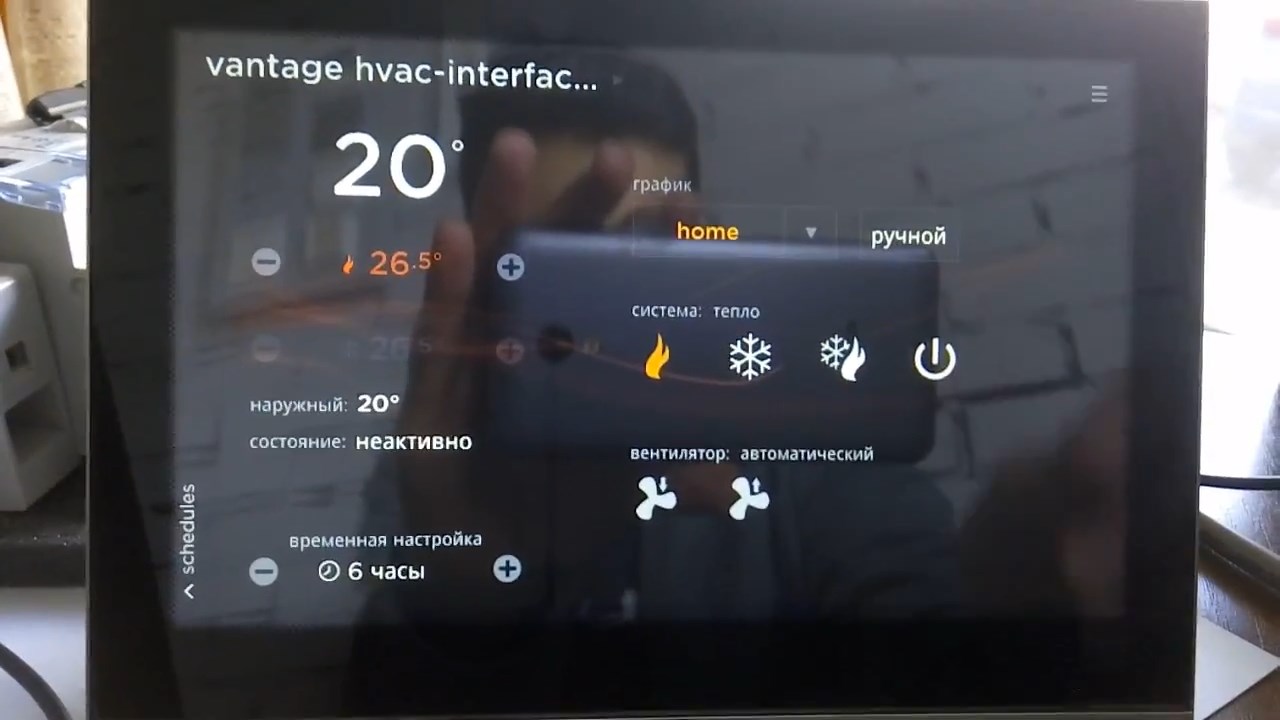 vantage hvac-interfac...
20°
26.5°
26.5
наружный: 20°
состояние: неактивно
временная настройка
6 часы
schedules
график
home
ручной
система: тепло
вентилятор: автоматический